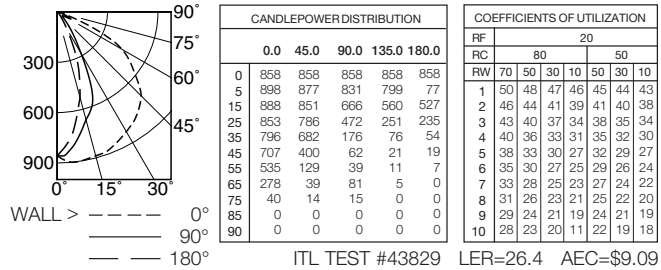 90°
75°
60°
45°
300
600
900
0° 15° 30°
WALL > 0°
90°
180°
CANDLEPOWER DISTRIBUTION
0.0 45.0 90.0 135.0 180.0
0 858 858 858 858 858
5 898 877 831 799 77
15 888 851 666 560 527
25 853 786 472 251 235
35 796 682 176 76 54
45 707 400 62 21 19
55 535 129 39 11 7
65 278 39 81 5 0
75 40 14 15 0 0
85 0 0 0 0 0
90 0 0 0 0 0
ITL TEST #43829
COEFFICIENTS OF UTILIZATION
RF 20
RC 80 50
RW 70 50 30 10 50 30 10
1 50 48 47 46 45 44 43
2 46 44 41 39 41 40 38
3 43 40 37 34 38 35 34
4 40 36 33 31 35 32 30
5 38 33 30 27 32 29 27
6 35 30 27 25 29 26 24
7 33 28 25 23 27 24 22
8 31 26 23 21 25 22 20
9 29 24 21 19 24 21 19
10 28 23 20 11 22 19 18
LER=26.4 AEC=$9.09